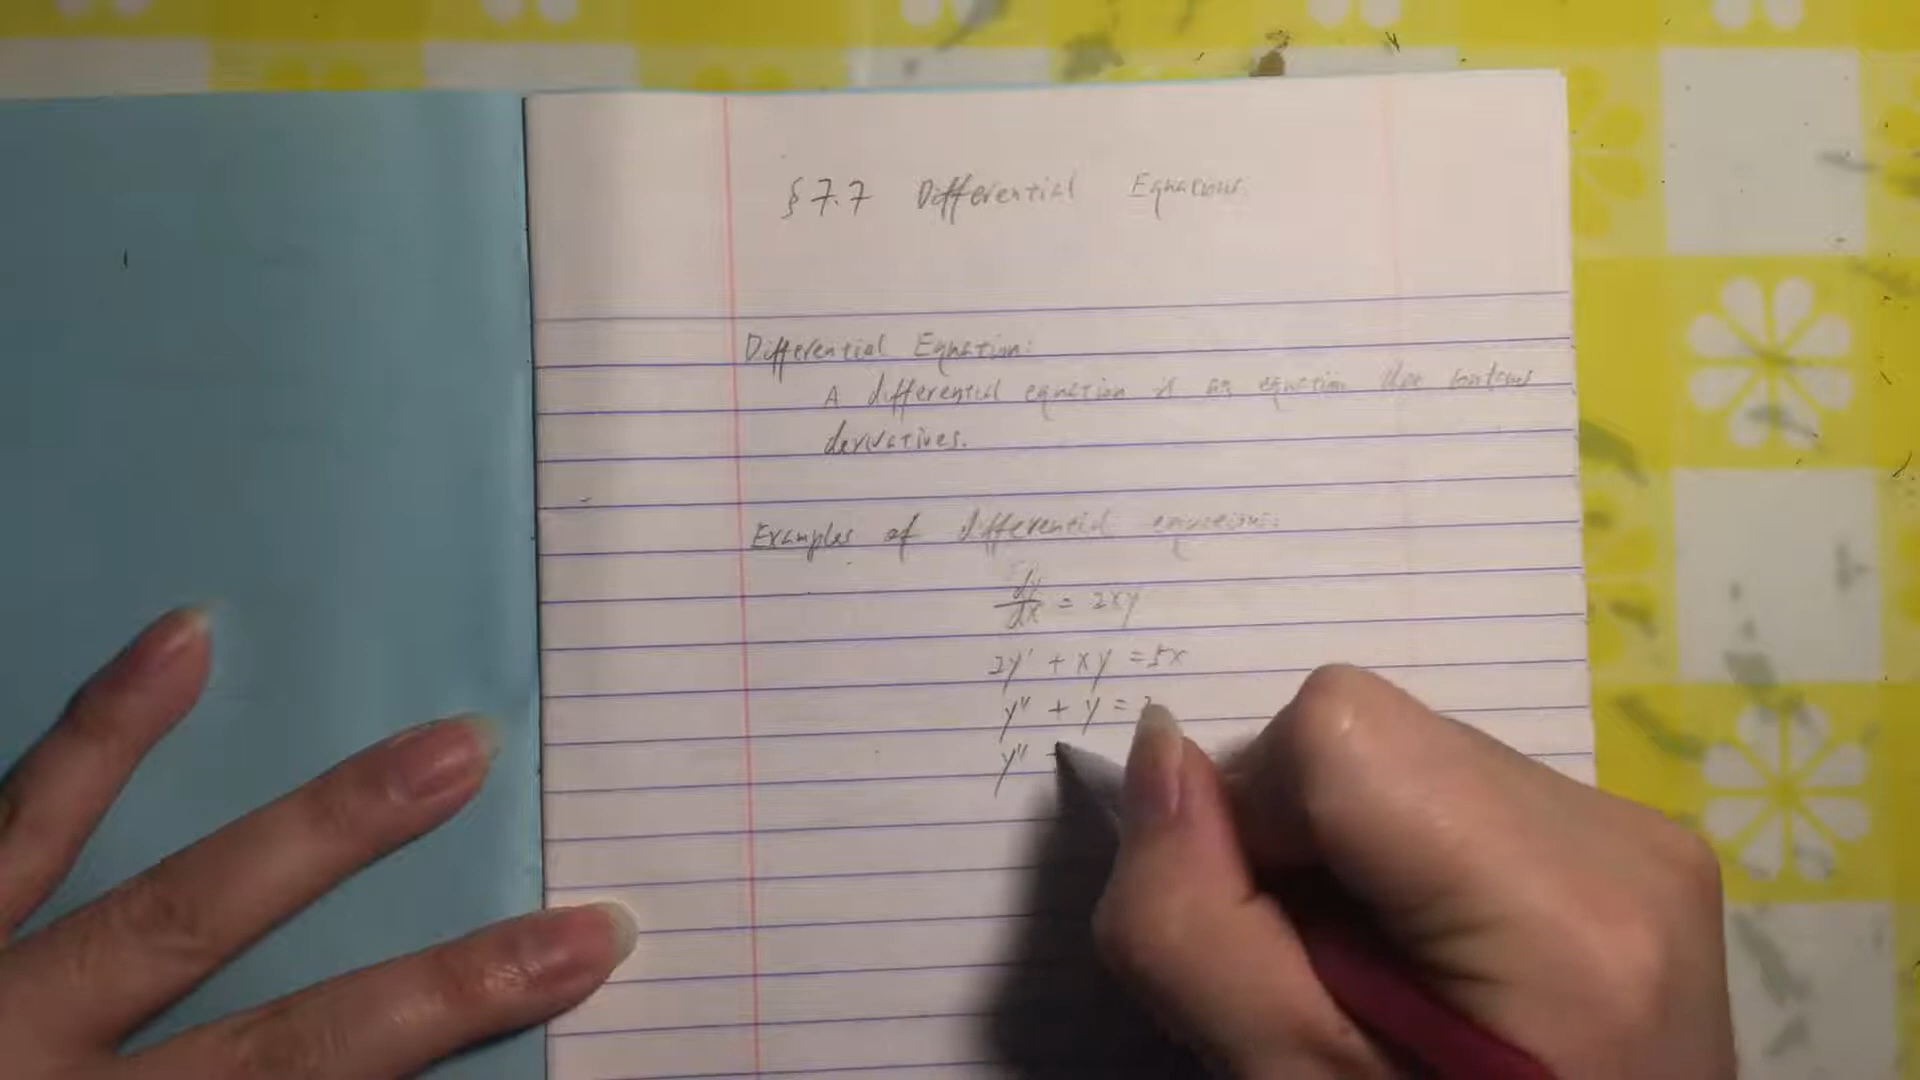 § 7.7 Differential Equations
Differential Equation:
A differential equation is an equation that contains
derivatives.
Examples of differential equations:
dy/dx = 2xy
2y' + xy = 5x
y'' + y =
y''